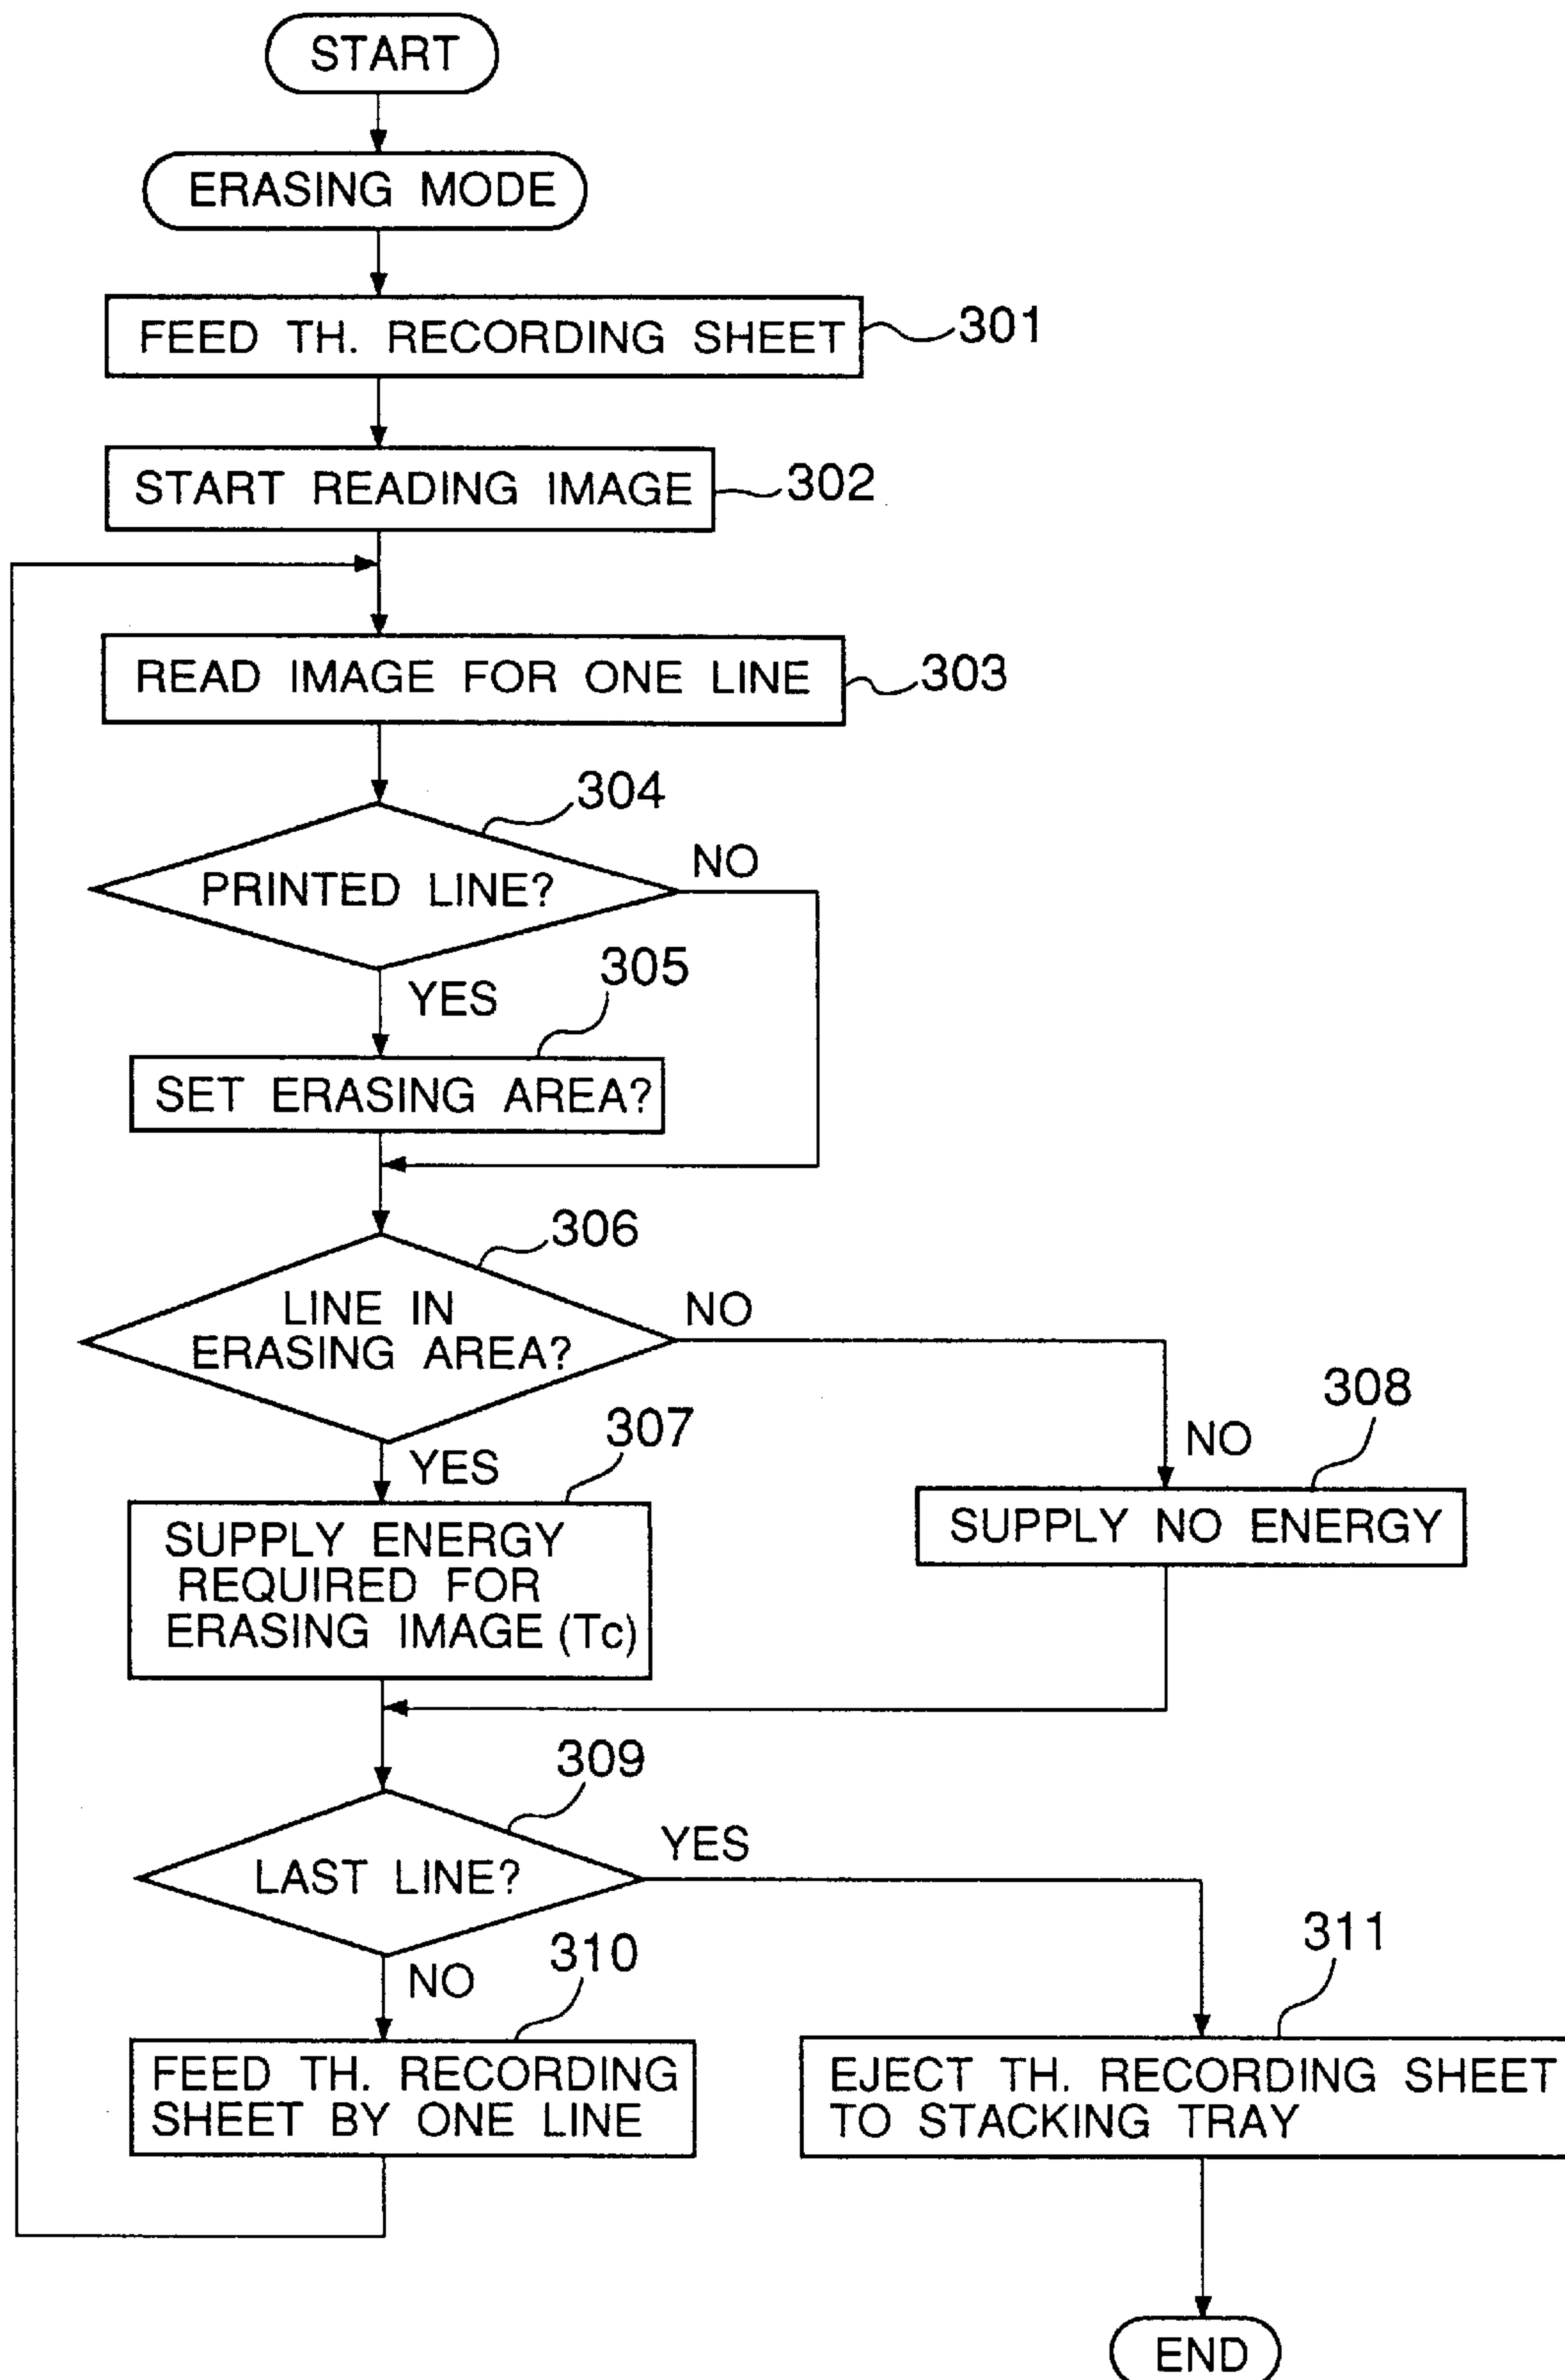 START
ERASING MODE
FEED TH. RECORDING SHEET
301
START READING IMAGE
302
READ IMAGE FOR ONE LINE
303
304
PRINTED LINE?
NO
YES
305
SET ERASING AREA?
306
LINE IN
ERASING AREA?
NO
YES
307
SUPPLY ENERGY
REQUIRED FOR
ERASING IMAGE (Tc)
NO
308
SUPPLY NO ENERGY
309
LAST LINE?
YES
NO
310
FEED TH. RECORDING
SHEET BY ONE LINE
311
EJECT TH. RECORDING SHEET
TO STACKING TRAY
END